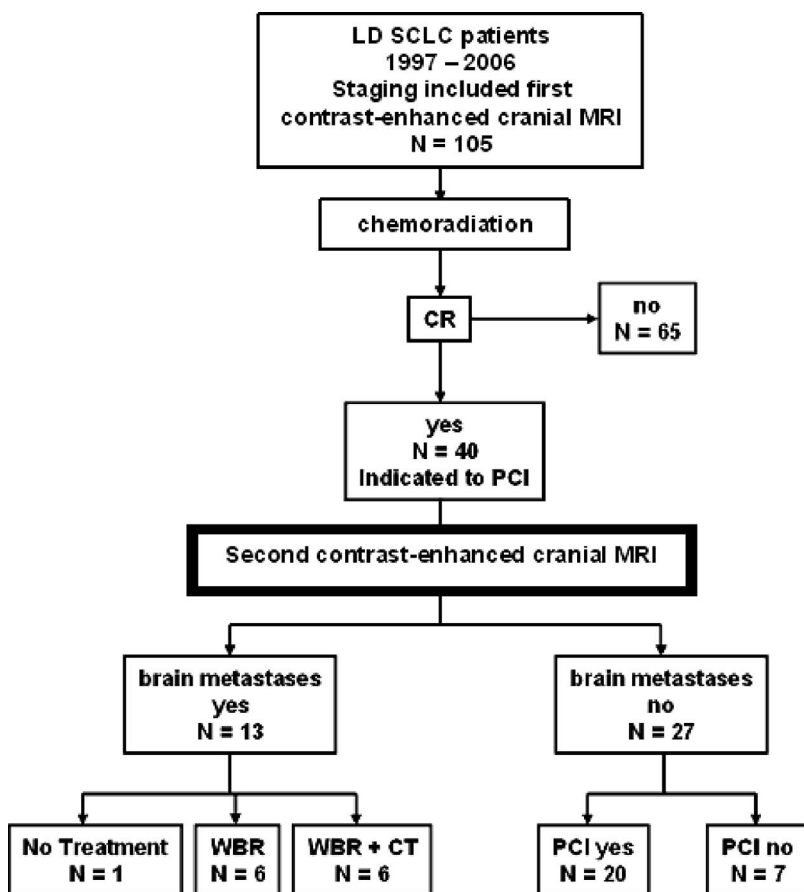 LD SCLC patients
1997 – 2006
Staging included first
contrast-enhanced cranial MRI
N = 105
chemoradiation
CR
no
N = 65
yes
N = 40
Indicated to PCI
Second contrast-enhanced cranial MRI
brain metastases
yes
N = 13
brain metastases
no
N = 27
No Treatment
N = 1
WBR
N = 6
WBR + CT
N = 6
PCI yes
N = 20
PCI no
N = 7